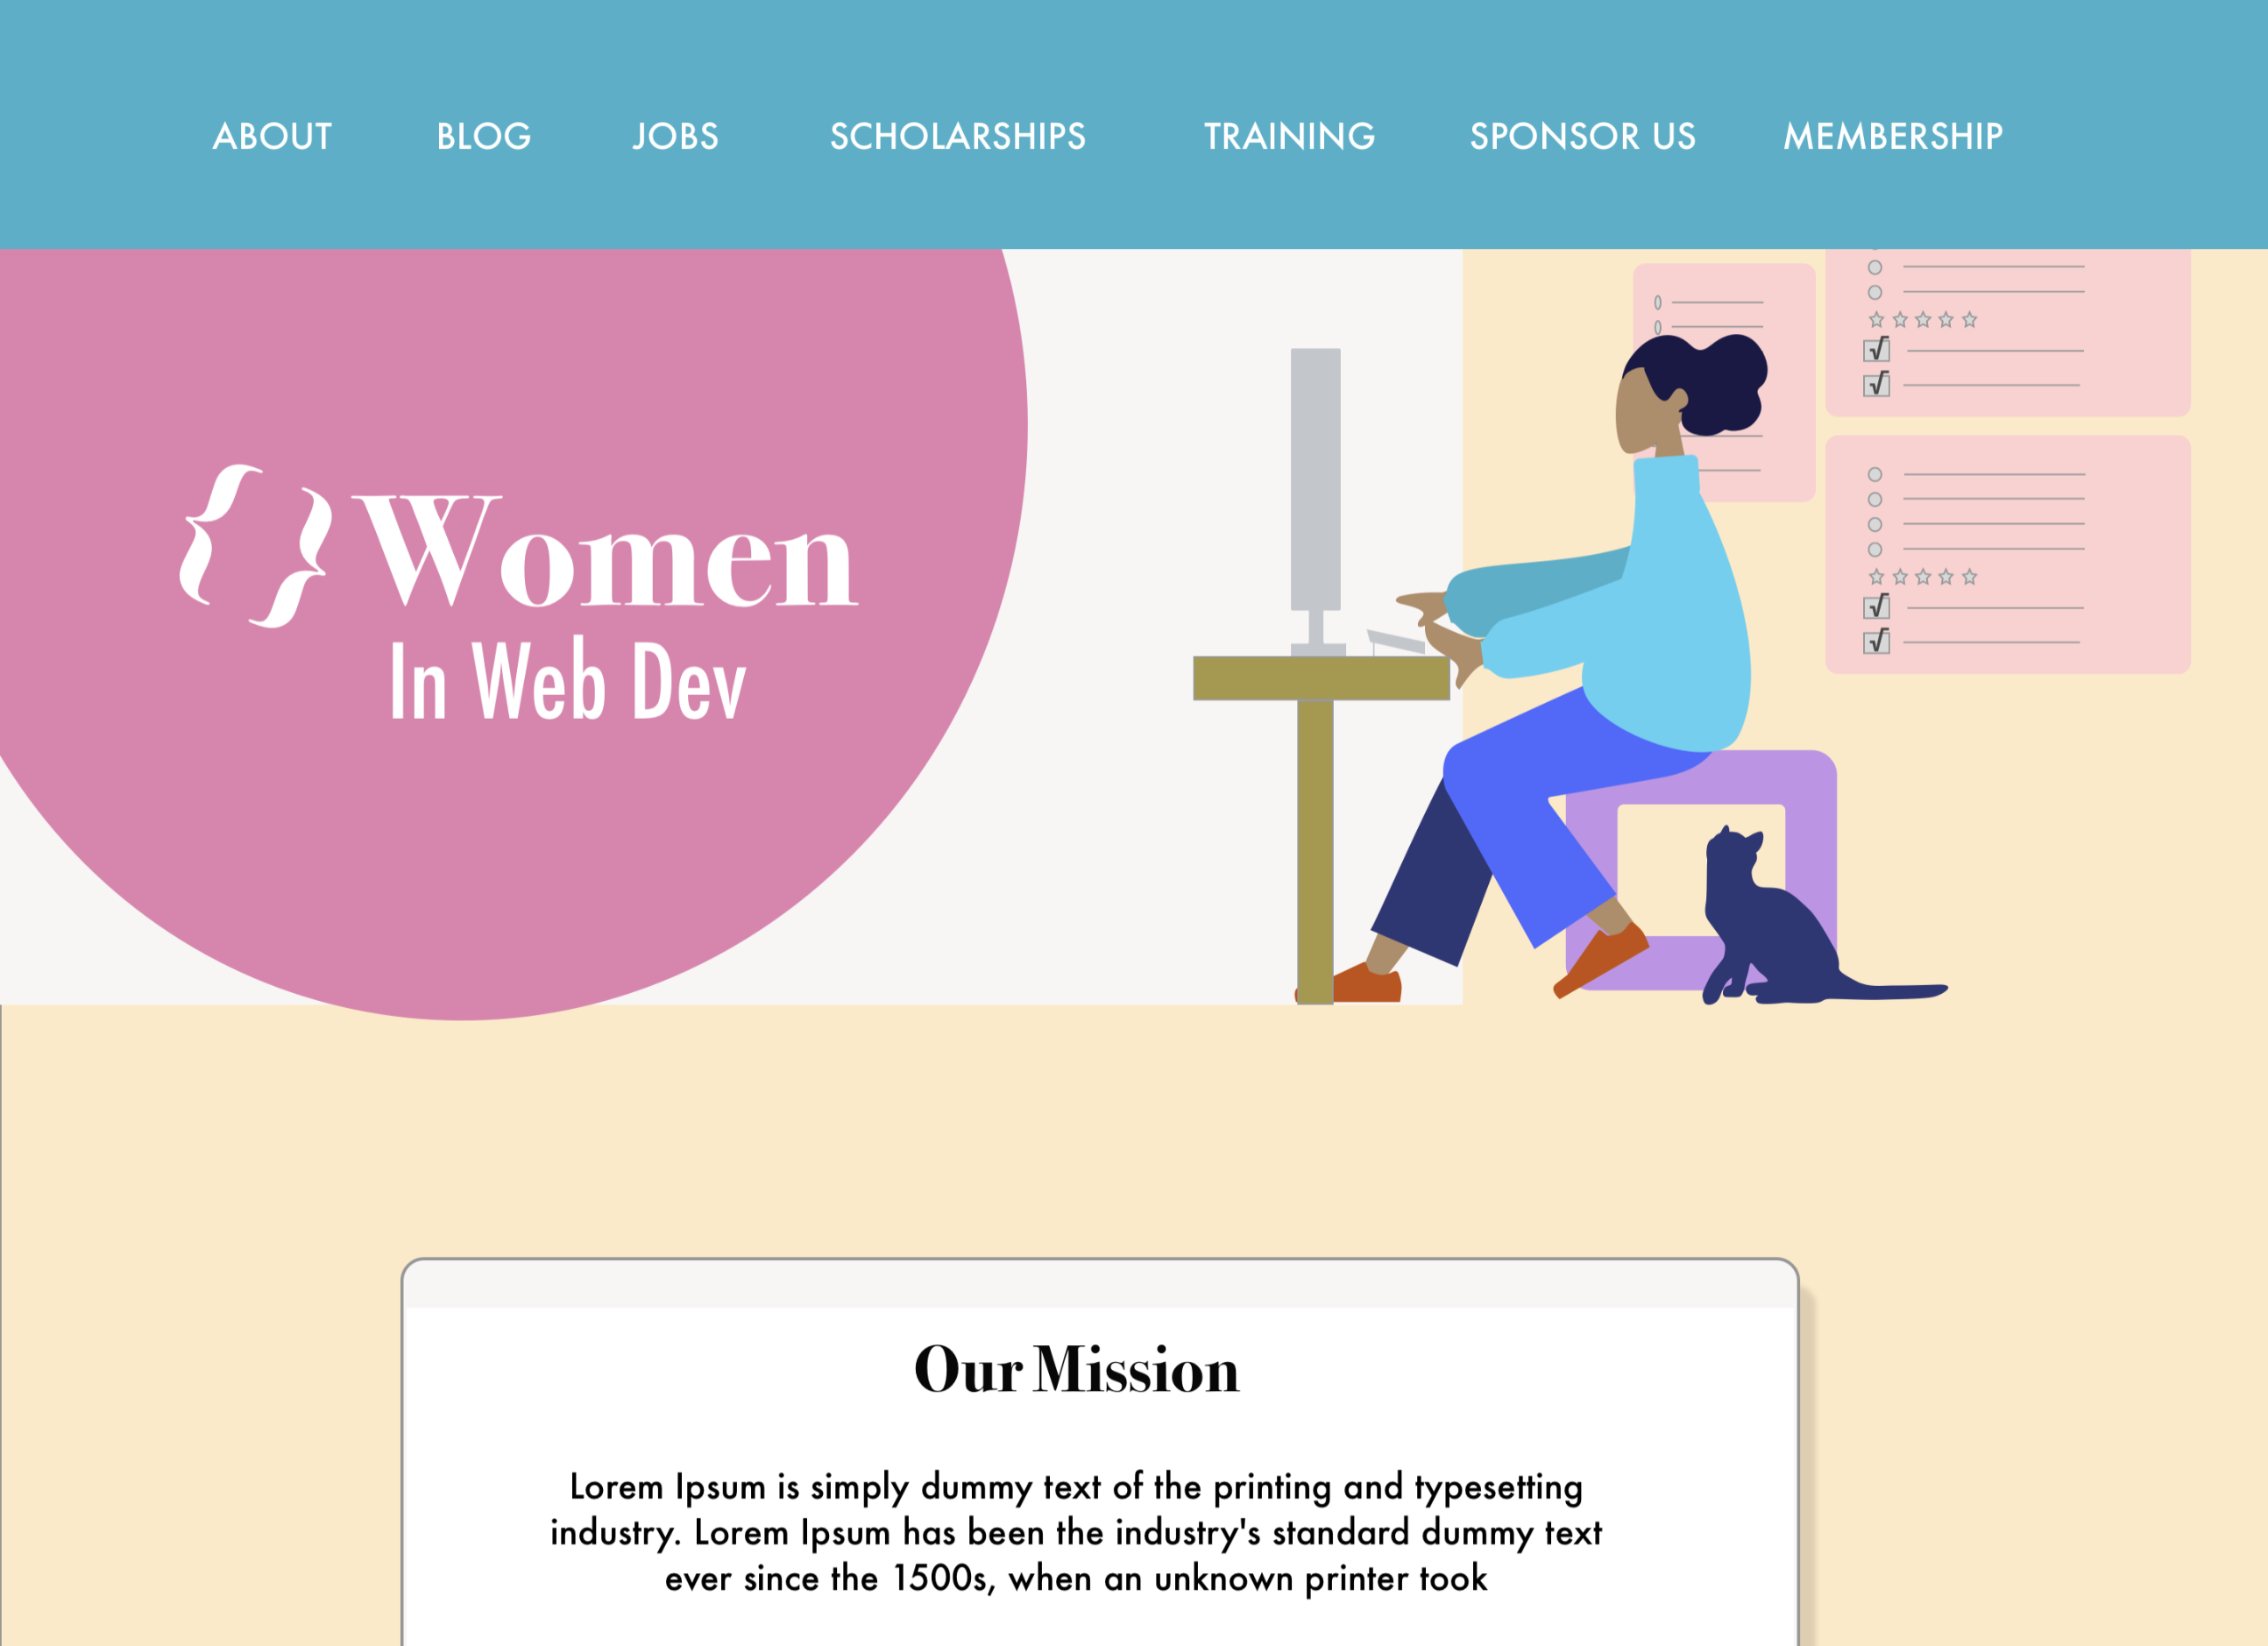 ABOUT BLOG JOBS SCHOLARSHIPS TRAINING SPONSOR US MEMBERSHIP
{ } Women
In Web Dev
Our Mission
Lorem Ipsum is simply dummy text of the printing and typesetting
industry. Lorem Ipsum has been the industry's standard dummy text
ever since the 1500s, when an unknown printer took